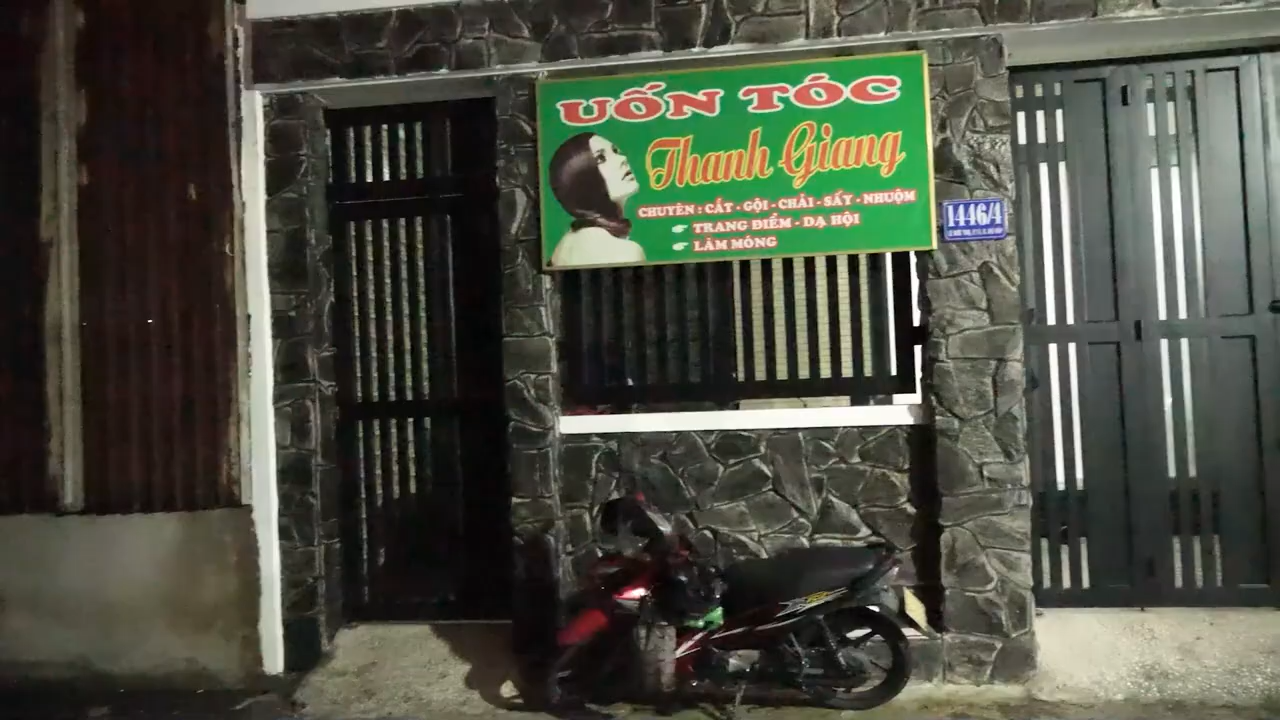 UỐN TÓC
Thanh Giang
CHUYÊN : CẮT - GỘI - CHẢI - SẤY - NHUỘM
TRANG ĐIỂM - DẠ HỘI
LÀM MÓNG
1446/4